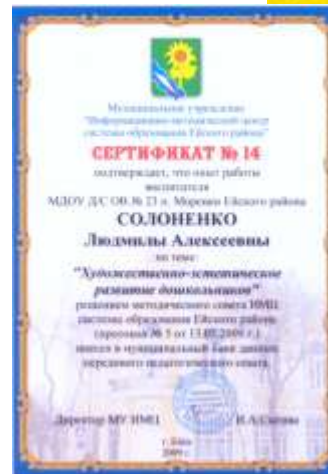 Муниципальное учреждение
"Информационно-методический центр
системы образования Ейского района"
СЕРТИФИКАТ № 14
подтверждает, что опыт работы
воспитателя
МДОУ Д/С ОВ № 23 п. Моревка Ейского района
СОЛОНЕНКО
Людмилы Алексеевны
на тему:
"Художественно-эстетическое
развитие дошкольников"
решением методического совета ИМЦ
системы образования Ейского района
(протокол № 5 от 13.02.2009 г.)
внесен в муниципальный банк данных
передового педагогического опыта.
Директор МУ ИМЦ
г. Ейск
2009 г.